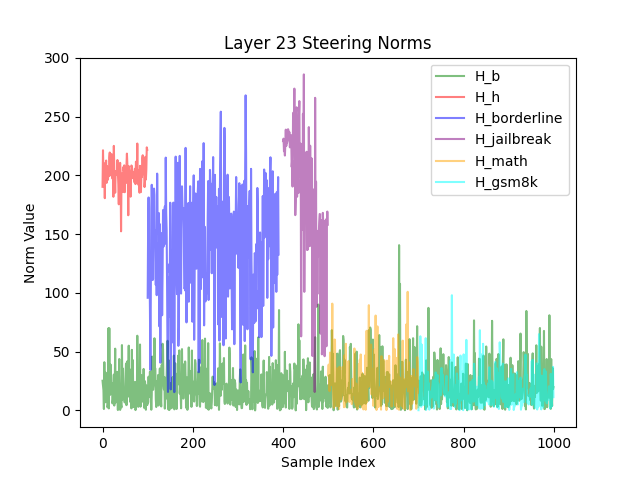 Layer 23 Steering Norms
Norm Value
300
250
200
150
100
50
0
H_b
H_h
H_borderline
H_jailbreak
H_math
H_gsm8k
0
200
400
600
800
1000
Sample Index